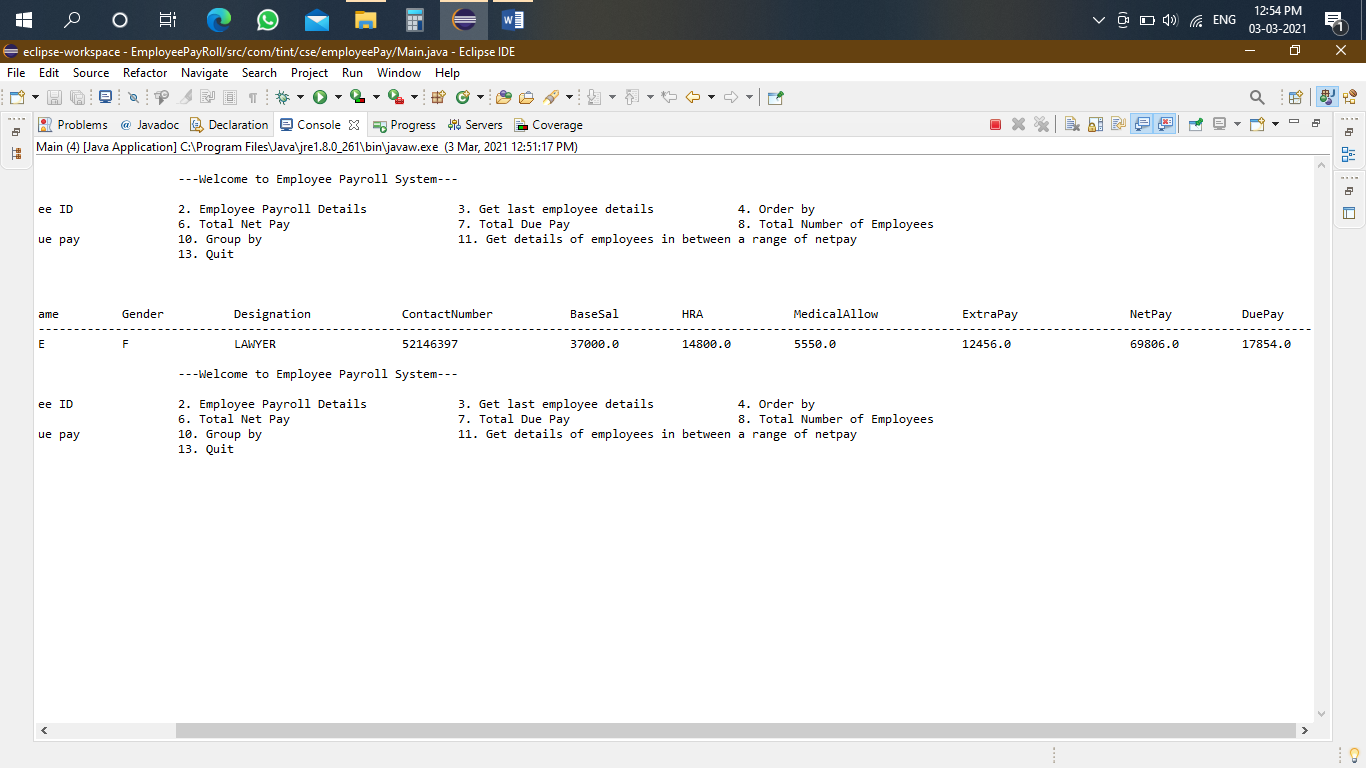 12:54 PM
ENG
03-03-2021
1
eclipse-workspace - EmployeePayRoll/src/com/tint/cse/employeePay/Main.java - Eclipse IDE
File Edit Source Refactor Navigate Search Project Run Window Help
Problems @ Javadoc Declaration Console Progress Servers Coverage
Main (4) [Java Application] C:\Program Files\Java\jre1.8.0_261\bin\javaw.exe (3 Mar, 2021 12:51:17 PM)
---Welcome to Employee Payroll System---
ee ID 2. Employee Payroll Details 3. Get last employee details 4. Order by
6. Total Net Pay 7. Total Due Pay 8. Total Number of Employees
ue pay 10. Group by 11. Get details of employees in between a range of netpay
13. Quit
ame Gender Designation ContactNumber BaseSal HRA MedicalAllow ExtraPay NetPay DuePay
E F LAWYER 52146397 37000.0 14800.0 5550.0 12456.0 69806.0 17854.0
---Welcome to Employee Payroll System---
ee ID 2. Employee Payroll Details 3. Get last employee details 4. Order by
6. Total Net Pay 7. Total Due Pay 8. Total Number of Employees
ue pay 10. Group by 11. Get details of employees in between a range of netpay
13. Quit